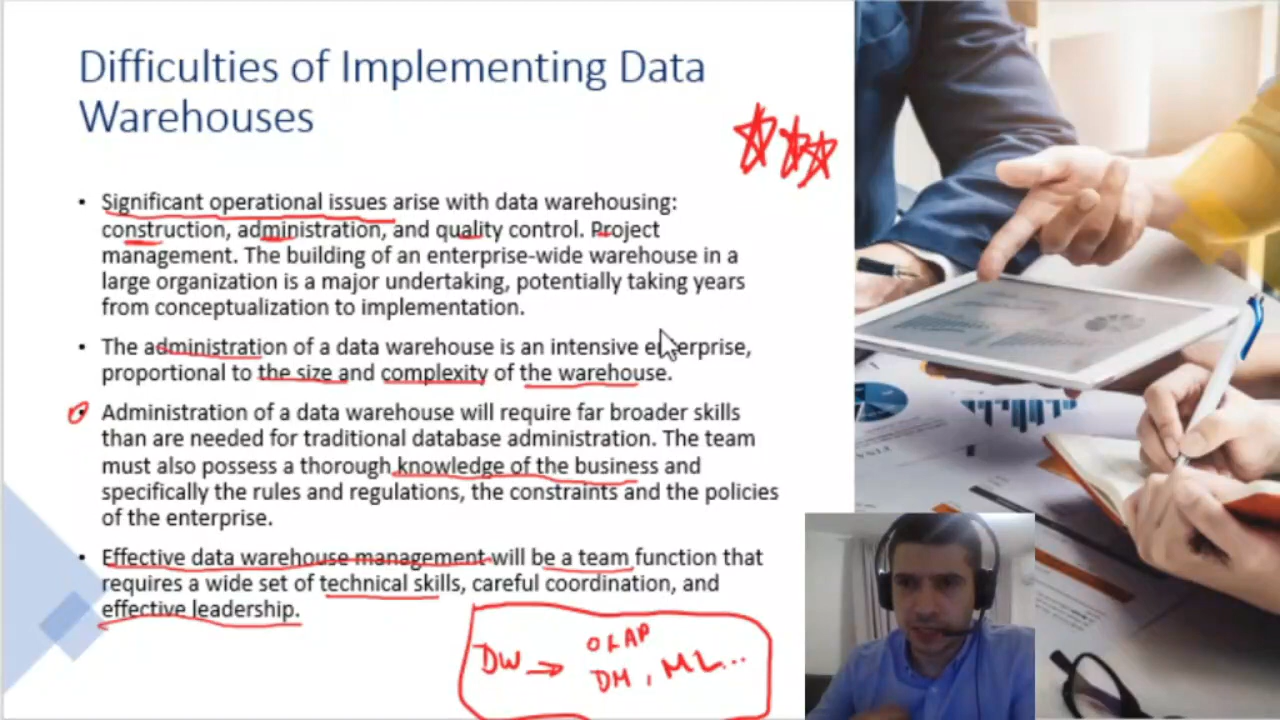 Difficulties of Implementing Data
Warehouses
• Significant operational issues arise with data warehousing:
construction, administration, and quality control. Project
management. The building of an enterprise-wide warehouse in a
large organization is a major undertaking, potentially taking years
from conceptualization to implementation.
• The administration of a data warehouse is an intensive enterprise,
proportional to the size and complexity of the warehouse.
• Administration of a data warehouse will require far broader skills
than are needed for traditional database administration. The team
must also possess a thorough knowledge of the business and
specifically the rules and regulations, the constraints and the policies
of the enterprise.
• Effective data warehouse management will be a team function that
requires a wide set of technical skills, careful coordination, and
effective leadership.
DW → OLAP
DM, ML...